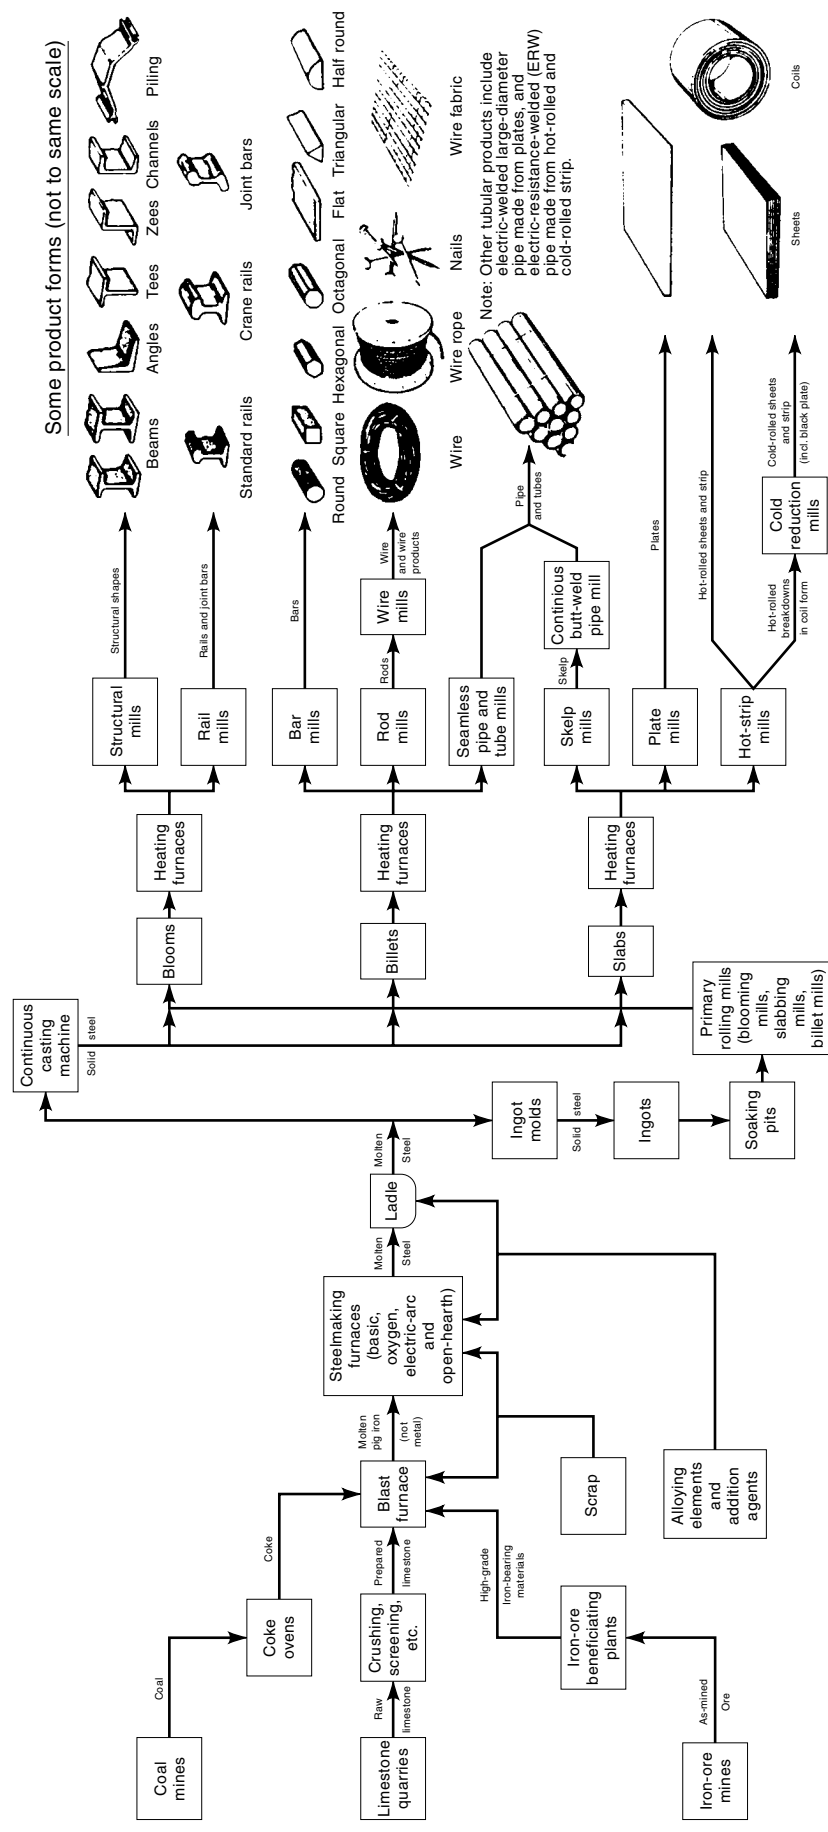 Some product forms (not to same scale)
Coal
mines
Coal
Coke
ovens
Coke
Limestone
quarries
Raw
limestone
Crushing,
screening,
etc.
Prepared
limestone
Iron-ore
mines
As-mined
Ore
Iron-ore
beneficiating
plants
High-grade
Iron-bearing
materials
Blast
furnace
Scrap
Molten
pig iron
(not
metal)
Alloying
elements
and
addition
agents
Steelmaking
furnaces
(basic,
oxygen,
electric-arc
and
open-hearth)
Molten
Steel
Ladle
Molten
Steel
Continuous
casting
machine
Solid steel
Ingot
molds
Solid steel
Ingots
Soaking
pits
Primary
rolling mills
(blooming
mills,
slabbing
mills,
billet mills)
Blooms
Heating
furnaces
Structural
mills
Structural shapes
Beams
Angles
Tees
Zees
Channels
Piling
Rail
mills
Rails and joint bars
Standard rails
Crane rails
Joint bars
Billets
Heating
furnaces
Bar
mills
Bars
Round
Square
Hexagonal
Octagonal
Flat
Triangular
Half round
Rod
mills
Rods
Wire
mills
Wire
and wire
products
Wire
Wire rope
Nails
Wire fabric
Seamless
pipe and
tube mills
Pipe
and tubes
Note: Other tubular products include
electric-welded large-diameter
pipe made from plates, and
electric-resistance-welded (ERW)
pipe made from hot-rolled and
cold-rolled strip.
Slabs
Heating
furnaces
Skelp
mills
Skelp
Continious
butt-weld
pipe mill
Plate
mills
Plates
Hot-strip
mills
Hot-rolled sheets and strip
Hot-rolled
breakdowns
in coil form
Cold
reduction
mills
Cold-rolled sheets
and strip
(incl. black plate)
Sheets
Coils